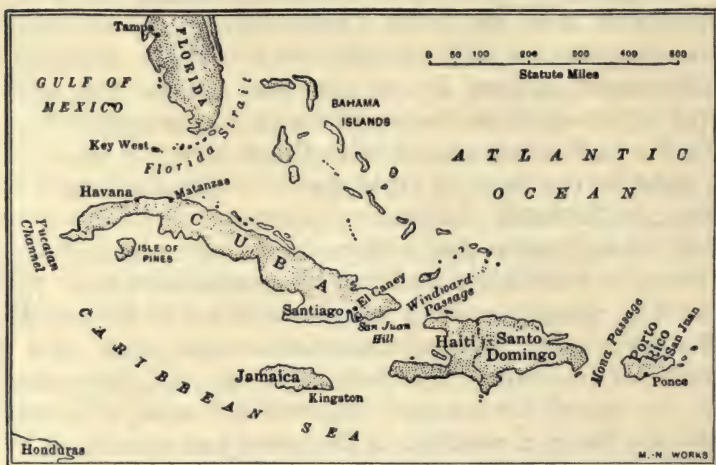 Tampa
FLORIDA
GULF OF
MEXICO
0 50 100 200 300 400 500
Statute Miles
BAHAMA
ISLANDS
Key West
Florida Strait
ATLANTIC
OCEAN
Havana
Matanzas
Yucatan
Channel
CUBA
ISLE OF
PINES
El Caney
Santiago
San Juan
Hill
Windward
Passage
Haiti
Santo
Domingo
Mona Passage
Porto
Rico
San Juan
Ponce
Jamaica
Kingston
CARIBBEAN SEA
Honduras
M.-N WORKS